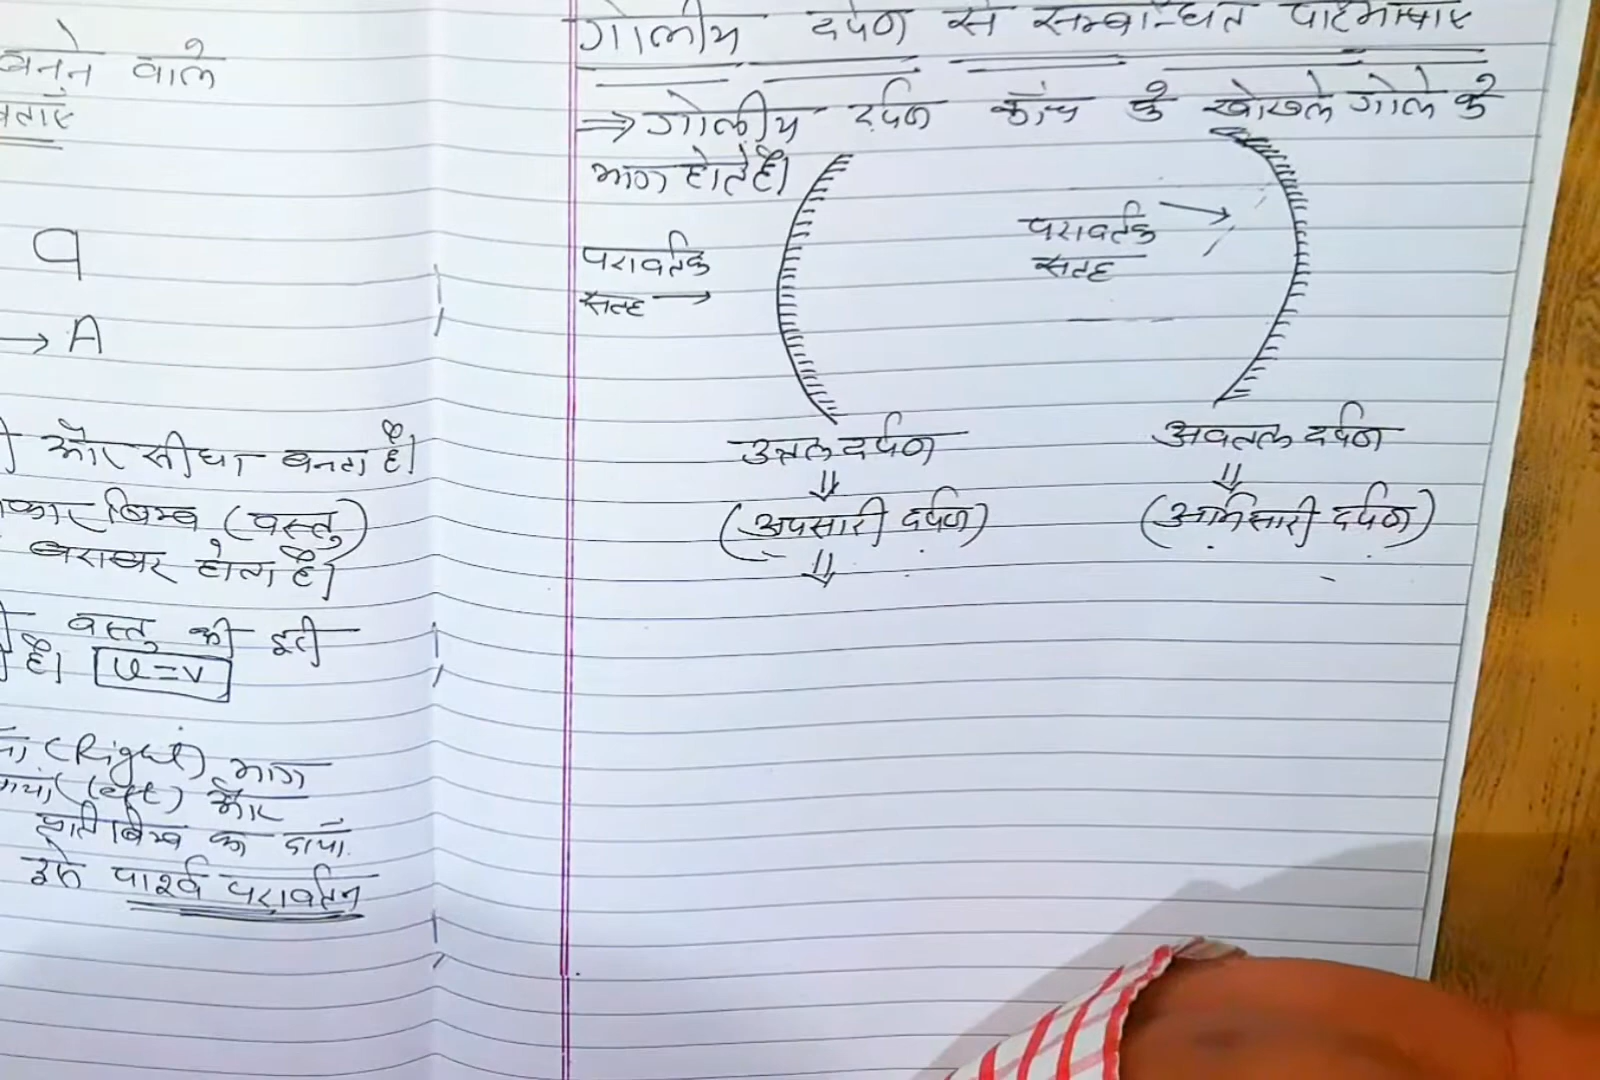 बनने वाले
बताएं
q
→ A
और सीधा बनता है।
बिम्ब (वस्तु)
बराबर होता है।
वस्तु की दूरी
है। u=v
(Right) भाग
(left) और
प्रतिबिम्ब का दायाँ.
इसे पार्श्व परावर्तन
गोलीय दर्पण से सम्बन्धित परिभाषाएं
⇒ गोलीय दर्पण कांच के खोखले गोले के
भाग होते है।
परावर्तक
सतह →
परावर्तक →
सतह
उत्तल दर्पण
⇓
(अपसारी दर्पण)
⇓
अवतल दर्पण
⇓
(अभिसारी दर्पण)